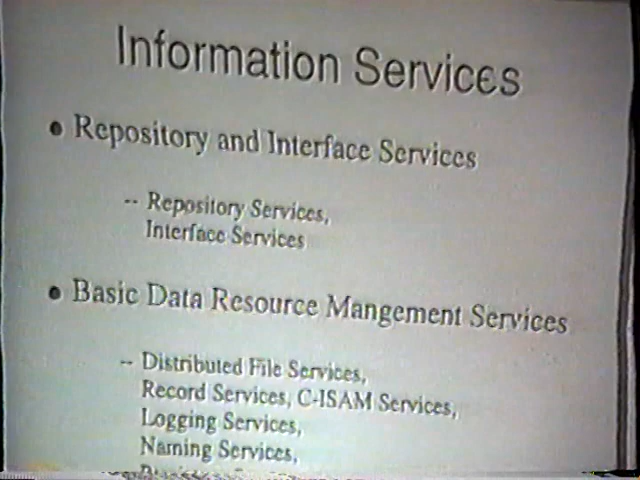 Information Services
• Repository and Interface Services
-- Repository Services,
Interface Services
• Basic Data Resource Mangement Services
-- Distributed File Services,
Record Services, C-ISAM Services,
Logging Services,
Naming Services,